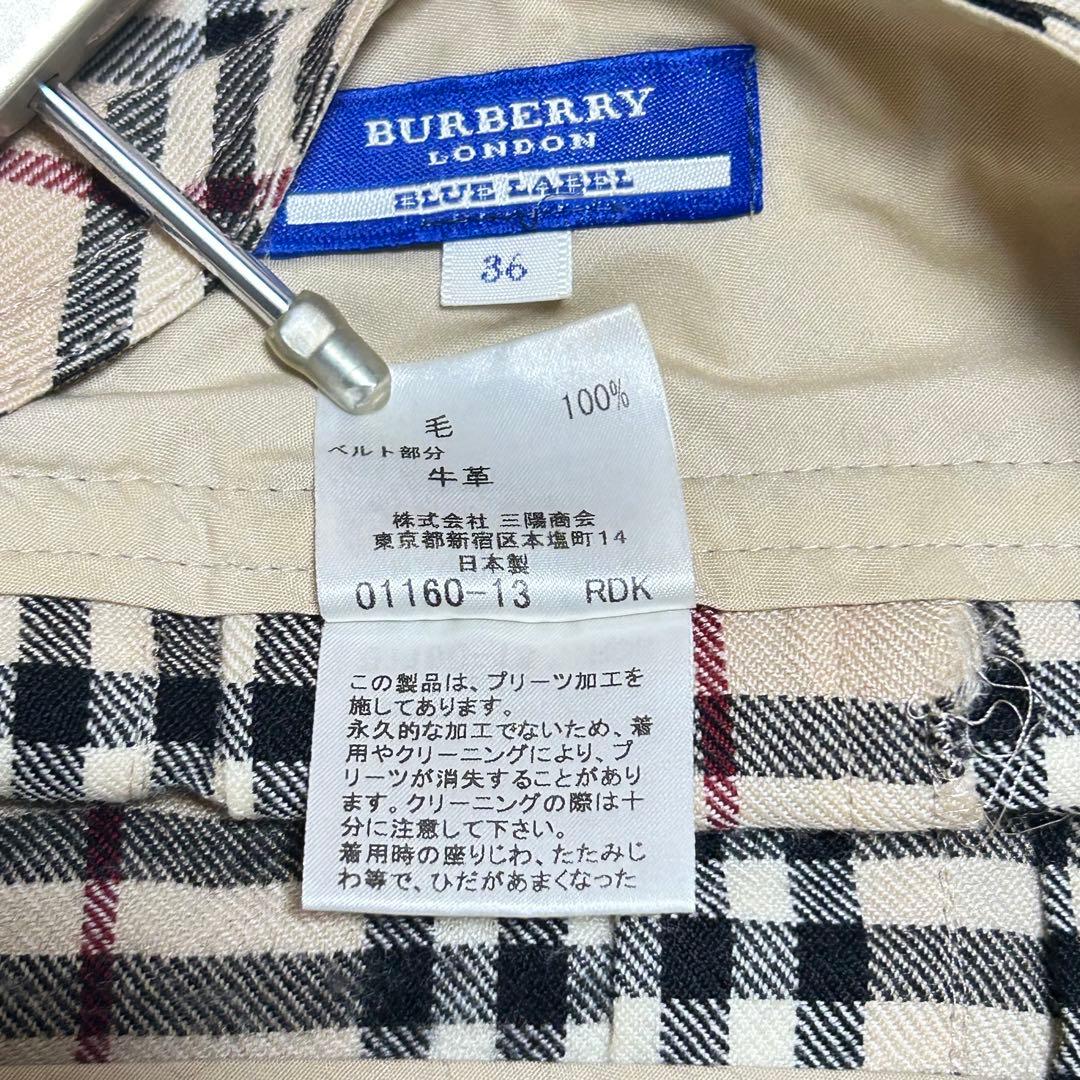 BURBERRY
LONDON
BLUE LABEL
36
毛 100%
ベルト部分
牛革
株式会社 三陽商会
東京都新宿区本塩町14
日本製
01160-13 RDK
この製品は、プリーツ加工を
施してあります。
永久的な加工でないため、着
用やクリーニングにより、プ
リーツが消失することがあり
ます。クリーニングの際は十
分に注意して下さい。
着用時の座りじわ、たたみじ
わ等で、ひだがあまくなった